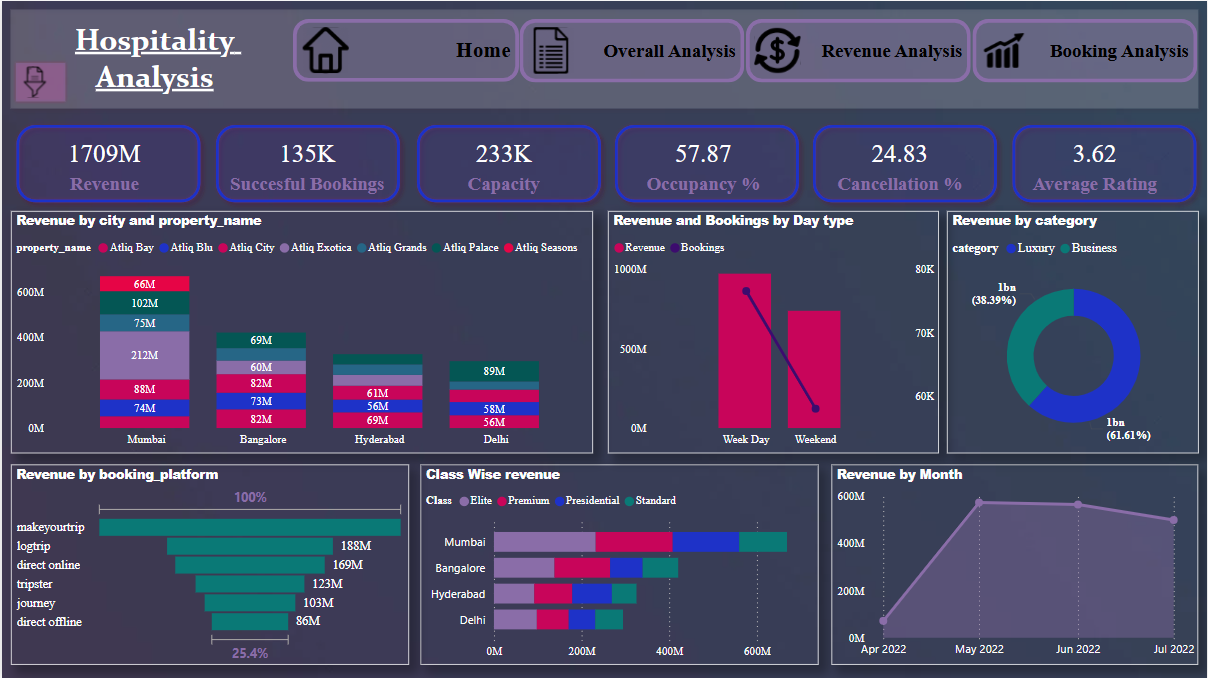 Hospitality
Analysis
Home
Overall Analysis
Revenue Analysis
Booking Analysis
1709M
Revenue
135K
Succesful Bookings
233K
Capacity
57.87
Occupancy %
24.83
Cancellation %
3.62
Average Rating
Revenue by city and property_name
property_name Atliq Bay Atliq Blu Atliq City Atliq Exotica Atliq Grands Atliq Palace Atliq Seasons
600M
400M
200M
0M
66M
102M
75M
212M
88M
74M
Mumbai
69M
60M
82M
73M
82M
Bangalore
61M
56M
69M
Hyderabad
89M
58M
56M
Delhi
Revenue and Bookings by Day type
Revenue Bookings
1000M
500M
0M
80K
70K
60K
Week Day
Weekend
Revenue by category
category Luxury Business
1bn
(38.39%)
1bn
(61.61%)
Revenue by booking_platform
100%
makeyourtrip
logtrip 188M
direct online 169M
tripster 123M
journey 103M
direct offline 86M
25.4%
Class Wise revenue
Class Elite Premium Presidential Standard
Mumbai
Bangalore
Hyderabad
Delhi
0M 200M 400M 600M
Revenue by Month
600M
400M
200M
0M
Apr 2022 May 2022 Jun 2022 Jul 2022